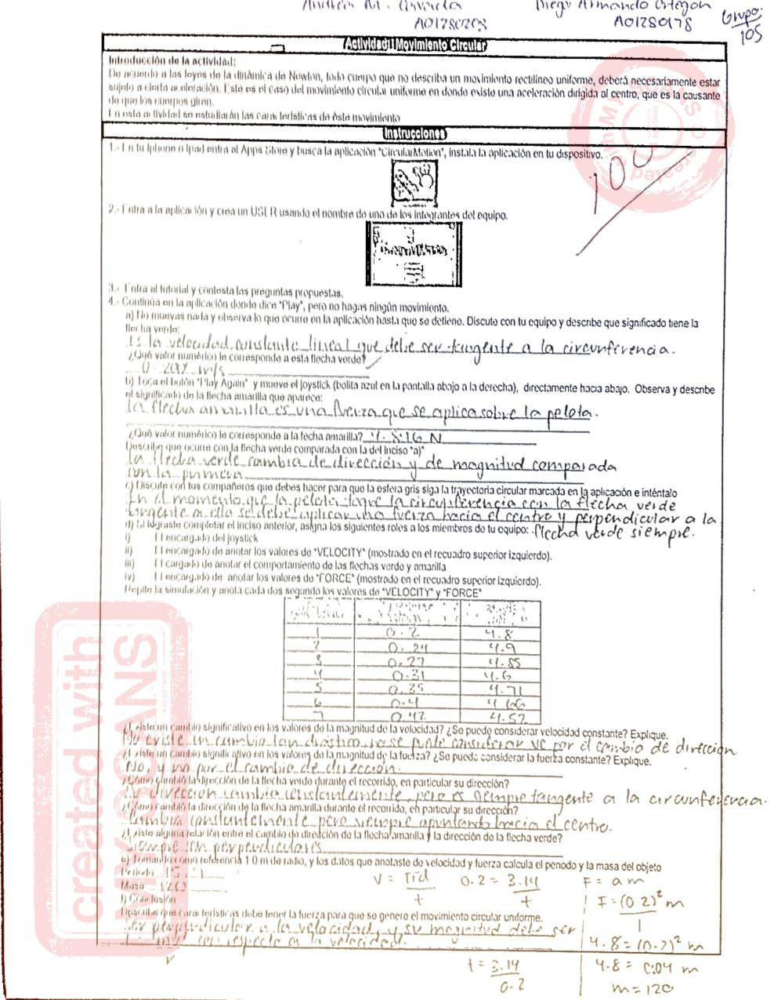 Diego Armando Ortegon
A01280208
A01280178
Grupo:
105
Actividad: Movimiento Circular
Introducción de la actividad:
De acuerdo a las leyes de la dinámica de Newton, todo cuerpo que no describa un movimiento rectilíneo uniforme, deberá necesariamente estar
sujeto a cierta aceleración. Este es el caso del movimiento circular uniforme en donde existe una aceleración dirigida al centro, que es la causante
de que los cuerpos giren.
En esta actividad se estudiarán las características de éste movimiento
Instrucciones
1.- En tu Iphone o Ipad entra al Apps Store y busca la aplicación "CircularMotion", instala la aplicación en tu dispositivo.
100
2.- Entra a la aplicación y crea un USER usando el nombre de uno de los integrantes del equipo.
3.- Entra al tutorial y contesta las preguntas propuestas.
4.- Continúa en la aplicación donde dice "Play", pero no hagas ningún movimiento.
a) No muevas nada y observa lo que ocurre en la aplicación hasta que se detiene. Discute con tu equipo y describe que significado tiene la
flecha verde:
Es la velocidad constante lineal que debe ser tangente a la circunferencia.
¿Qué valor numérico le corresponde a esta flecha verde?
m/s
b) Toca el botón "Play Again" y mueve el joystick (bolita azul en la pantalla abajo a la derecha), directamente hacia abajo. Observa y describe
el significado de la flecha amarilla que aparece:
la flecha amarilla es una fuerza que se aplica sobre la pelota.
¿Qué valor numérico le corresponde a la fecha amarilla? 4.816 N
Describe que ocurre con la flecha verde comparada con la del inciso "a)"
la flecha verde cambia de dirección y de magnitud comparada
con la primera
c) Discute con tus compañeros que debes hacer para que la esfera gris siga la trayectoria circular marcada en la aplicación e inténtalo
En el momento que la pelota toque la circunferencia con la flecha verde
tangente a ella se debe aplicar una fuerza hacia el centro y perpendicular a la
flecha verde siempre.
d) Si lograste completar el inciso anterior, asigna los siguientes roles a los miembros de tu equipo:
i) El encargado del joystick
ii) El encargado de anotar los valores de "VELOCITY" (mostrado en el recuadro superior izquierdo).
iii) El cargado de anotar el comportamiento de las flechas verde y amarilla
iv) El encargado de anotar los valores de "FORCE" (mostrado en el recuadro superior izquierdo).
Repite la simulación y anota cada dos segundo los valores de "VELOCITY" y "FORCE"
1 0.2 4.8
2 0.24 4.9
3 0.27 4.55
4 0.31 4.6
5 0.35 4.71
6 0.4 4.66
7 0.42 4.52
¿Existe un cambio significativo en los valores de la magnitud de la velocidad? ¿Se puede considerar velocidad constante? Explique.
No existe un cambio tan drástico, no se puede considerar vc por el cambio de dirección
¿Existe un cambio significativo en los valores de la magnitud de la fuerza? ¿Se puede considerar la fuerza constante? Explique.
No, y no por el cambio de dirección.
¿Cómo cambió la dirección de la flecha verde durante el recorrido, en particular su dirección?
Su dirección cambia constantemente, pero es siempre tangente a la circunferencia.
¿Cómo cambió la dirección de la flecha amarilla durante el recorrido, en particular su dirección?
Cambia constantemente pero siempre apuntando hacia el centro.
¿Existe alguna relación entre el cambio de dirección de la flecha amarilla y la dirección de la flecha verde?
siempre son perpendiculares
e) Tomando como referencia 1.0 m de radio, y los datos que anotaste de velocidad y fuerza calcula el periodo y la masa del objeto
Periodo
Masa
V = πd/t 0.2 = 3.14/t F = am
F = (0.2)² m / 1
f) Conclusión
Describe que características debe tener la fuerza para que se genere el movimiento circular uniforme.
Ser perpendicular a la velocidad, y su magnitud debe ser
con respecto a la velocidad.
4.8 = (0.2)² m
t = 3.14/0.2
4.8 = 0.04 m
m = 120
created with
MY SCANS